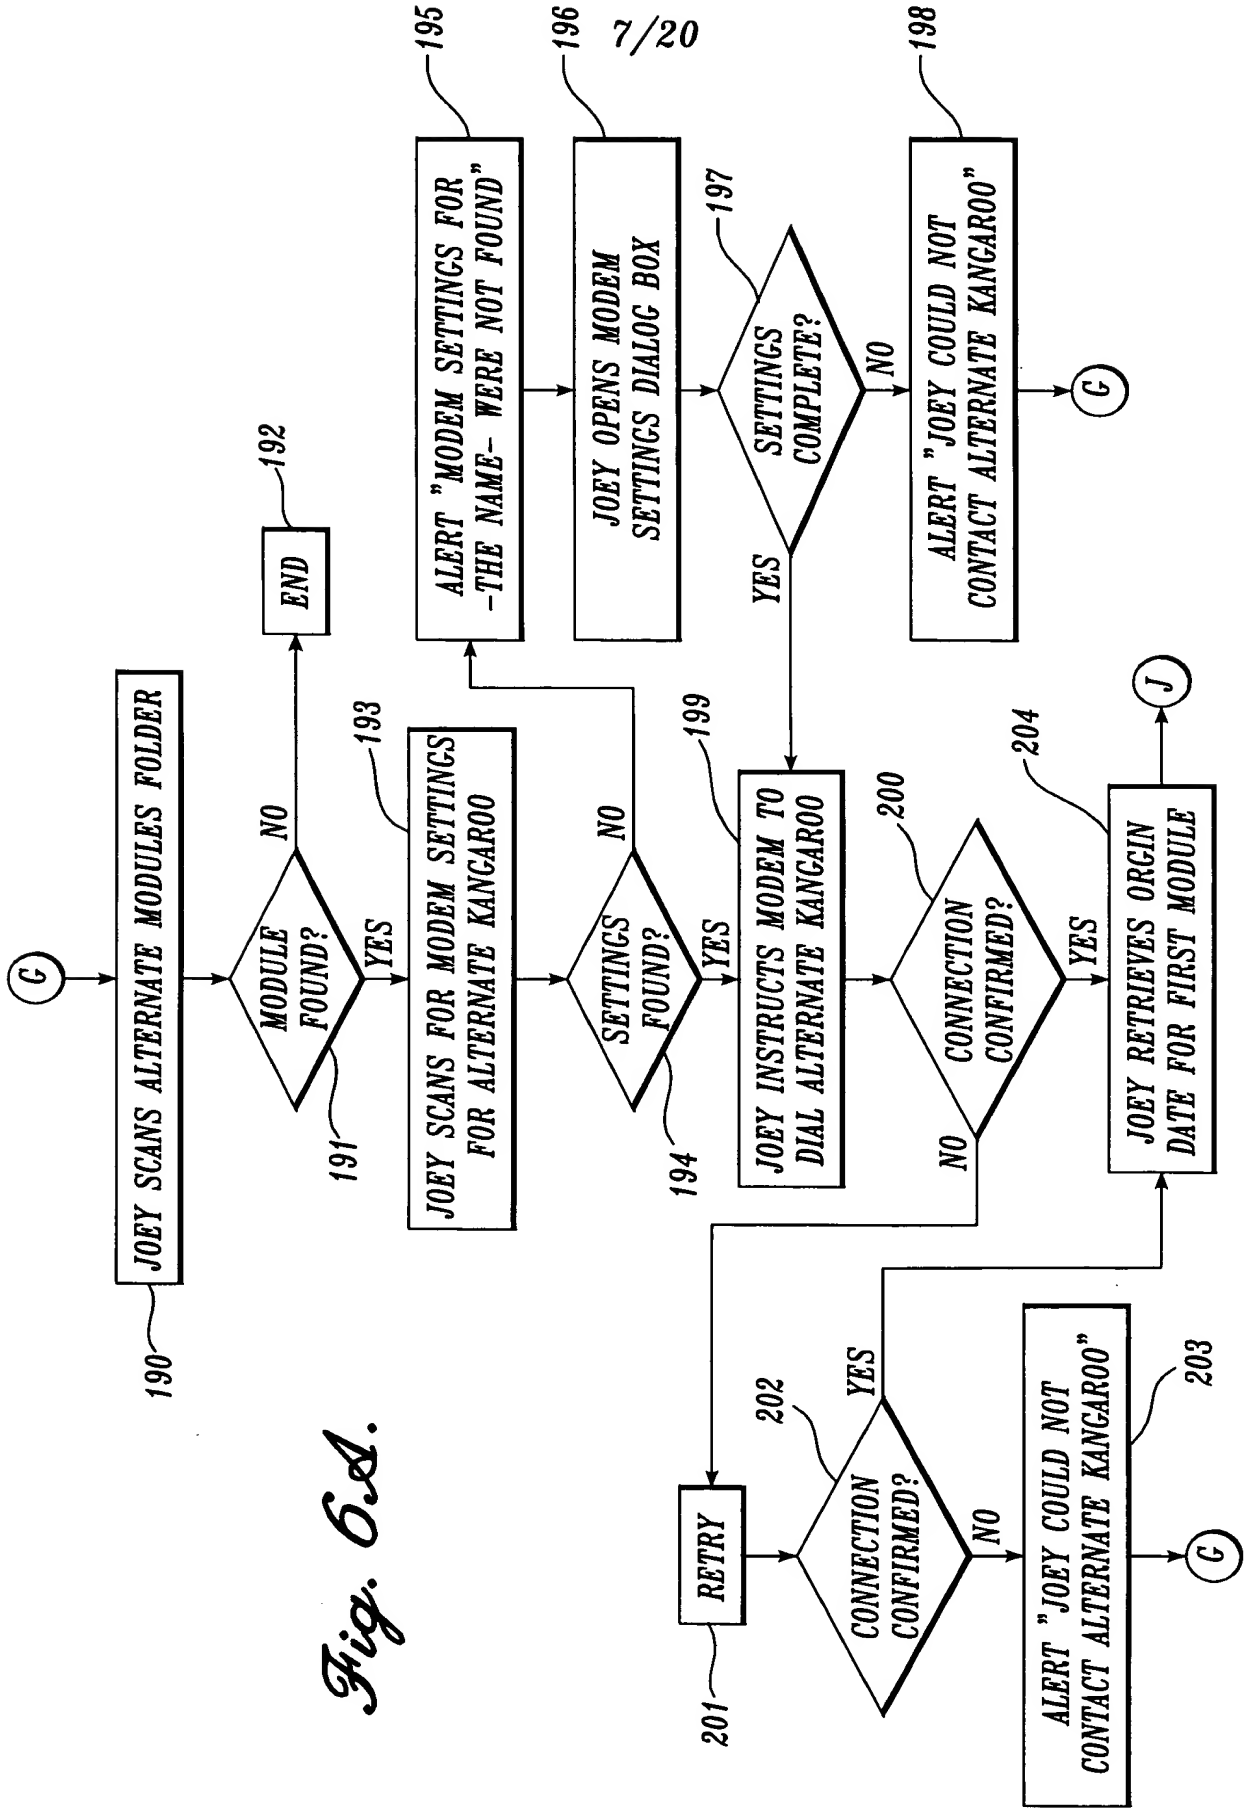 7/20
G
JOEY SCANS ALTERNATE MODULES FOLDER
190
MODULE
FOUND?
191
NO
YES
END
192
JOEY SCANS FOR MODEM SETTINGS
FOR ALTERNATE KANGAROO
193
SETTINGS
FOUND?
194
NO
YES
ALERT "MODEM SETTINGS FOR
-THE NAME- WERE NOT FOUND"
195
JOEY OPENS MODEM
SETTINGS DIALOG BOX
196
SETTINGS
COMPLETE?
197
YES
NO
ALERT "JOEY COULD NOT
CONTACT ALTERNATE KANGAROO"
198
G
JOEY INSTRUCTS MODEM TO
DIAL ALTERNATE KANGAROO
199
CONNECTION
CONFIRMED?
200
NO
YES
RETRY
201
CONNECTION
CONFIRMED?
202
YES
NO
ALERT "JOEY COULD NOT
CONTACT ALTERNATE KANGAROO"
203
G
JOEY RETRIEVES ORGIN
DATE FOR FIRST MODULE
204
J
Fig. 6A.